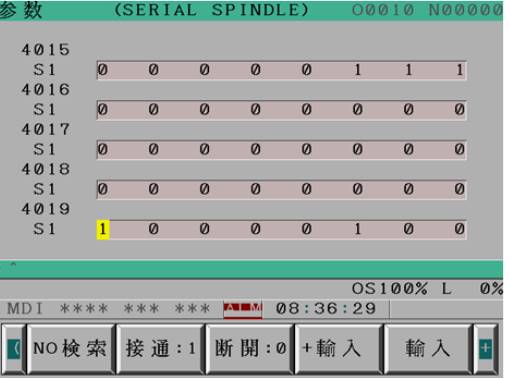 参数 (SERIAL SPINDLE) O0010 N00000
4015
S1 0 0 0 0 0 1 1 1
4016
S1 0 0 0 0 0 0 0 0
4017
S1 0 0 0 0 0 0 0 0
4018
S1 0 0 0 0 0 0 0 0
4019
S1 1 0 0 0 0 1 0 0
^
OS100% L 0%
MDI **** *** *** ALM 08:36:29
( NO検索 接通:1 断開:0 +輸入 輸入 +